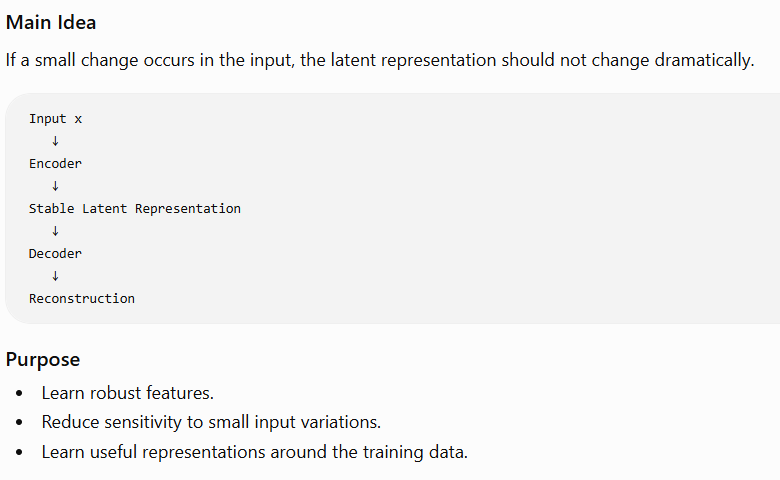 Main Idea
If a small change occurs in the input, the latent representation should not change dramatically.
Input x
↓
Encoder
↓
Stable Latent Representation
↓
Decoder
↓
Reconstruction
Purpose
• Learn robust features.
• Reduce sensitivity to small input variations.
• Learn useful representations around the training data.